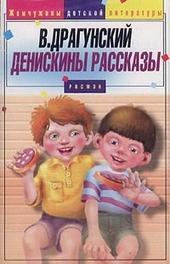 Жемчужины детской литературы
В.ДРАГУНСКИЙ
ДЕНИСКИНЫ РАССКАЗЫ
росмэн